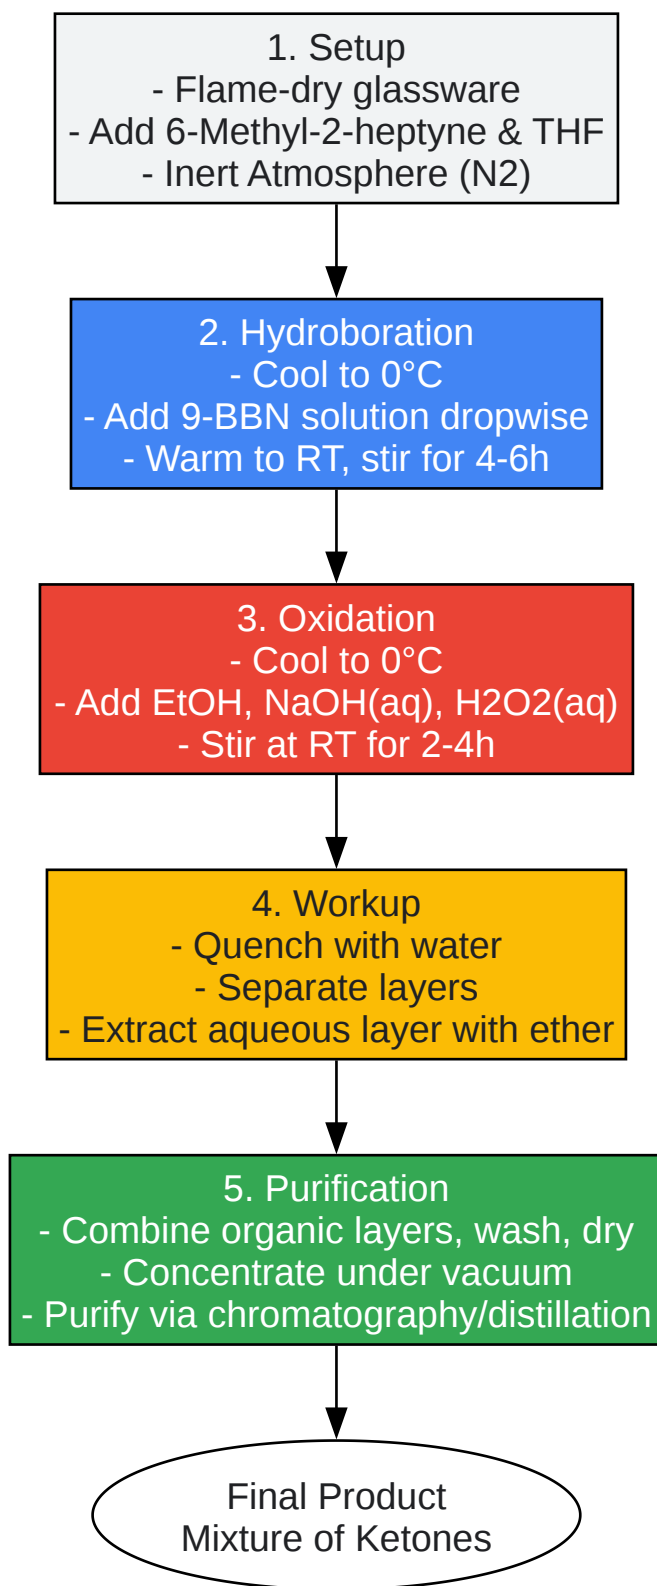 1. Setup
- Flame-dry glassware
- Add 6-Methyl-2-heptyne & THF
- Inert Atmosphere (N2)
2. Hydroboration
- Cool to 0°C
- Add 9-BBN solution dropwise
- Warm to RT, stir for 4-6h
3. Oxidation
- Cool to 0°C
- Add EtOH, NaOH(aq), H2O2(aq)
- Stir at RT for 2-4h
4. Workup
- Quench with water
- Separate layers
- Extract aqueous layer with ether
5. Purification
- Combine organic layers, wash, dry
- Concentrate under vacuum
- Purify via chromatography/distillation
Final Product
Mixture of Ketones